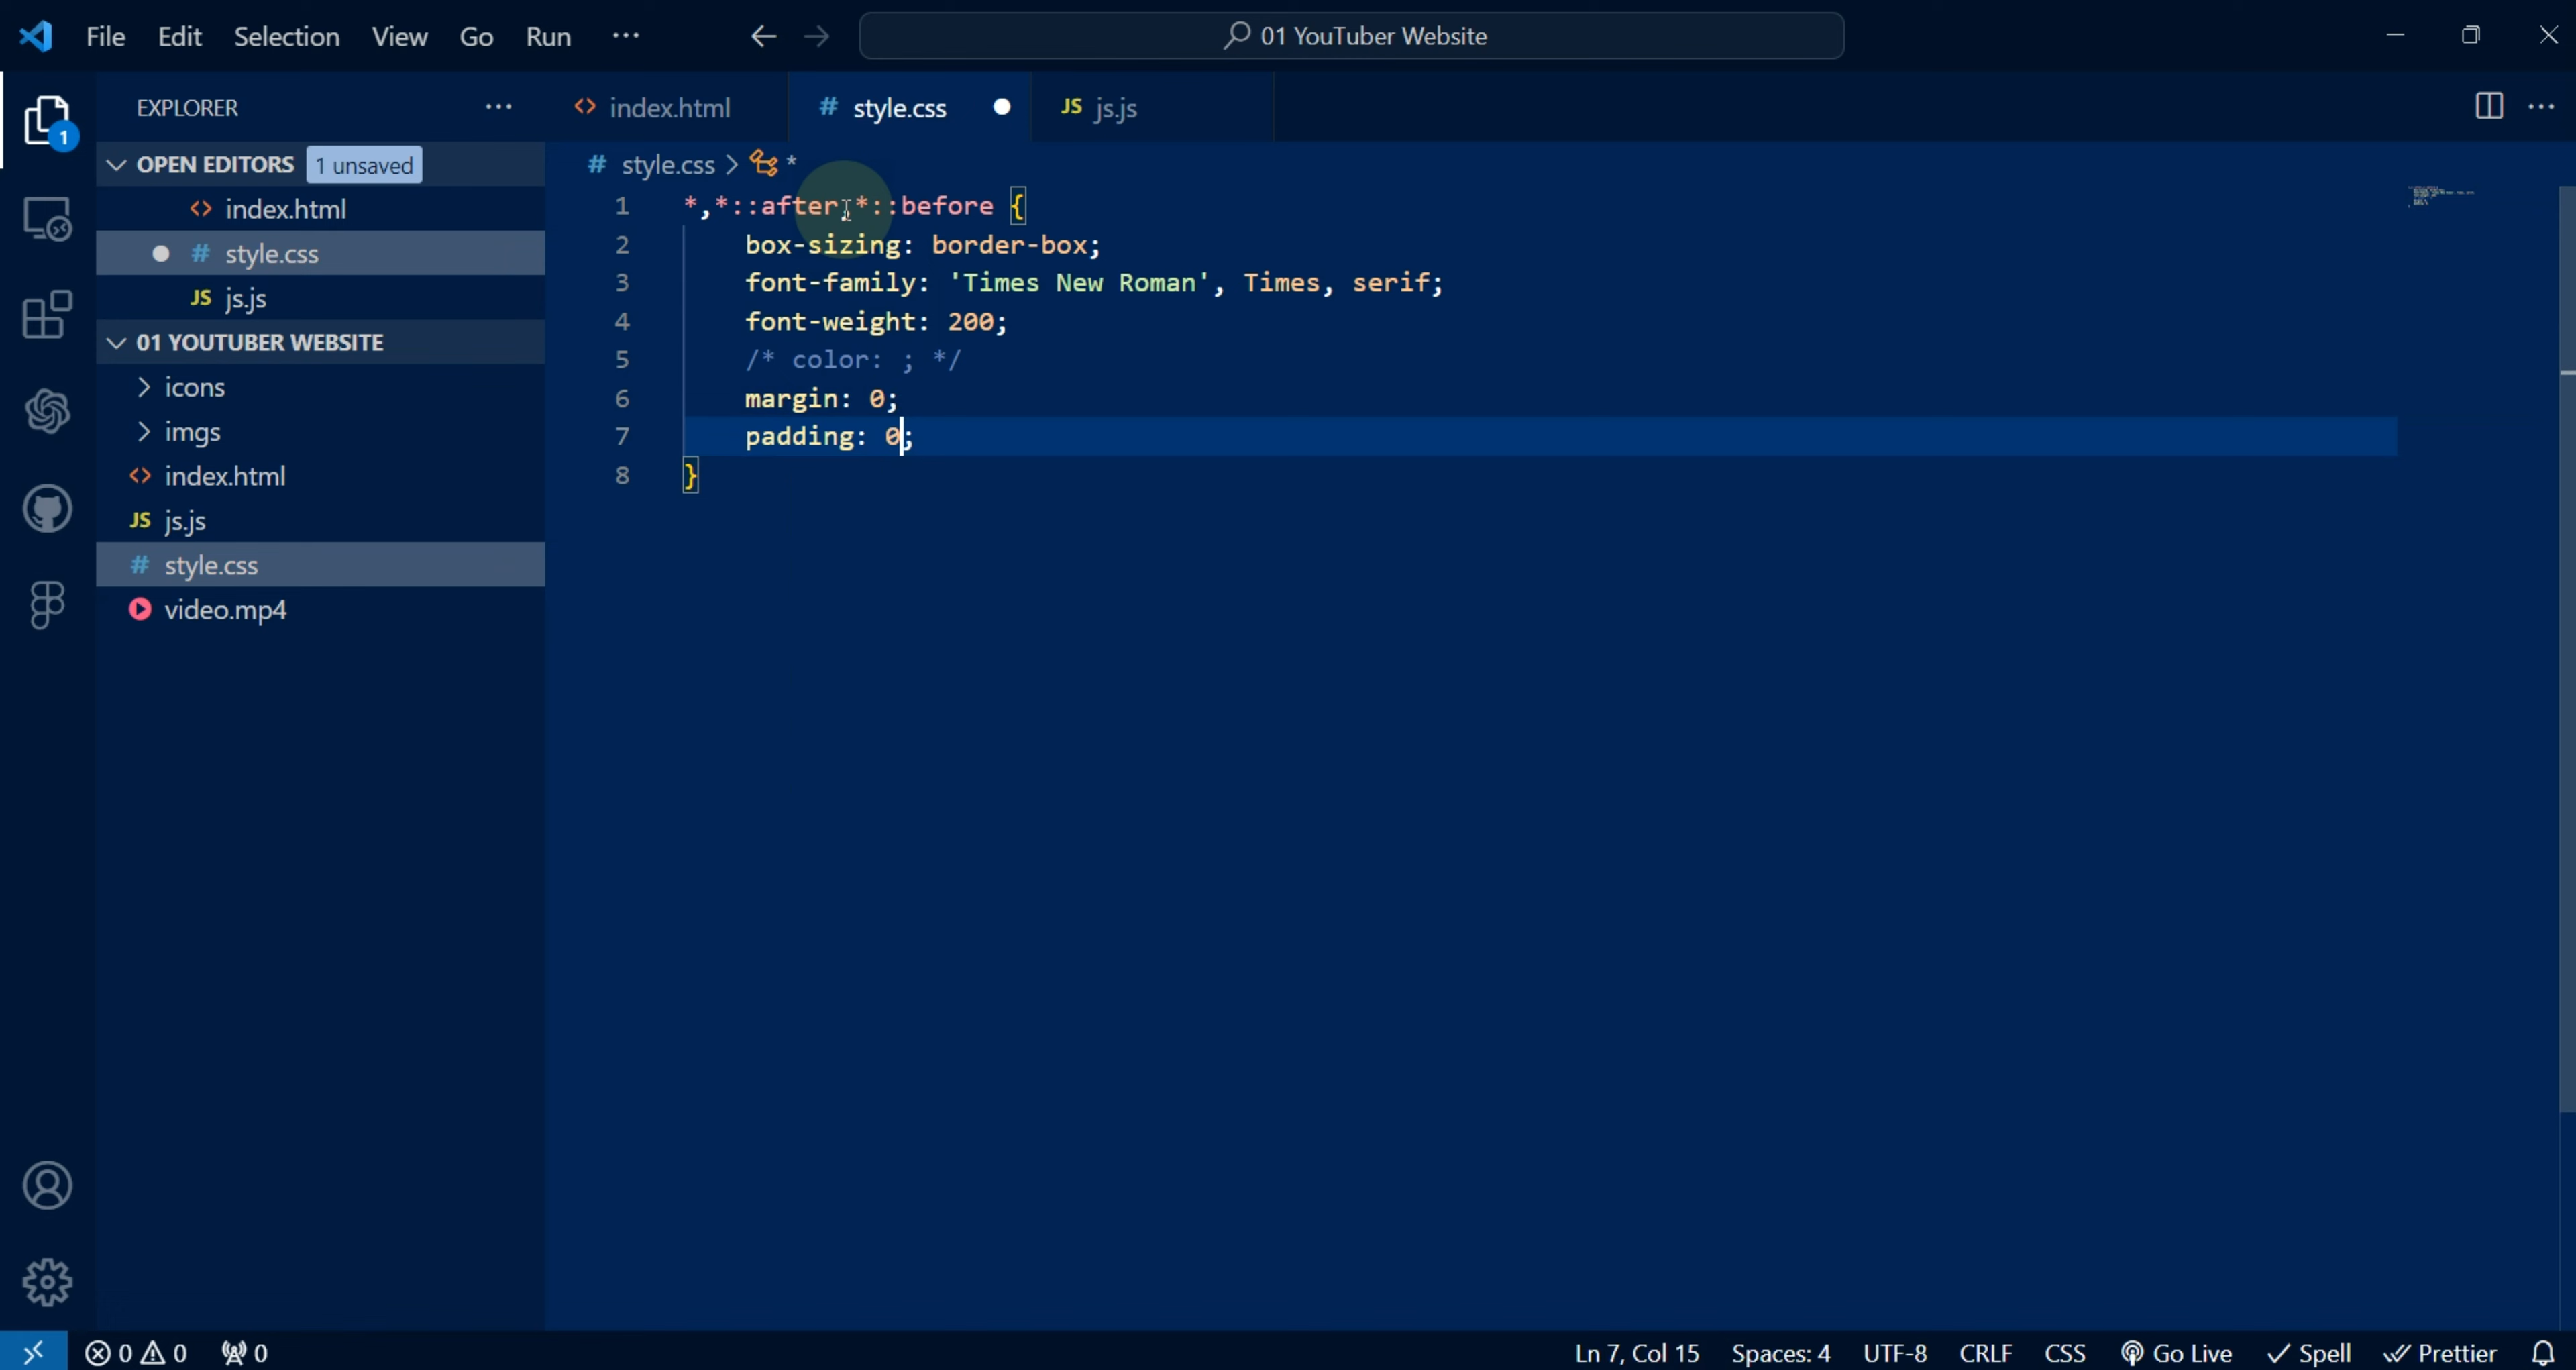 File Edit Selection View Go Run ··· 01 YouTuber Website
EXPLORER ···
1
OPEN EDITORS 1 unsaved
<> index.html
# style.css
JS js.js
01 YOUTUBER WEBSITE
icons
imgs
<> index.html
JS js.js
# style.css
video.mp4
<> index.html # style.css JS js.js ···
# style.css > *
1 *,*::after,*::before {
2 box-sizing: border-box;
3 font-family: 'Times New Roman', Times, serif;
4 font-weight: 200;
5 /* color: ; */
6 margin: 0;
7 padding: 0;
8 }
0 0 0 Ln 7, Col 15 Spaces: 4 UTF-8 CRLF CSS Go Live Spell Prettier